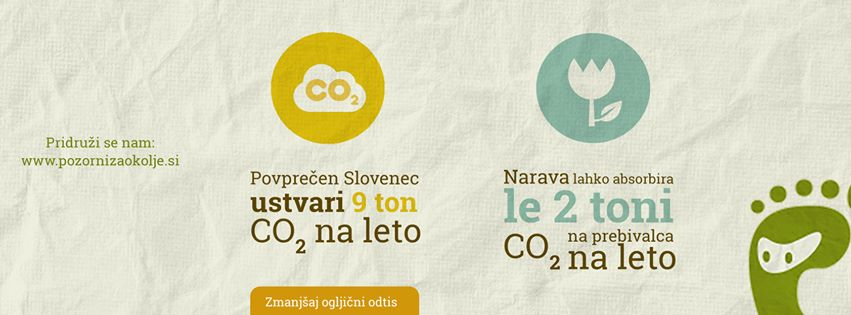 Pridruži se nam:
www.pozornizaokolje.si
CO2
Povprečen Slovenec
ustvari 9 ton
CO2 na leto
Zmanjšaj ogljični odtis
Narava lahko absorbira
le 2 toni
CO2 na prebivalca
na leto